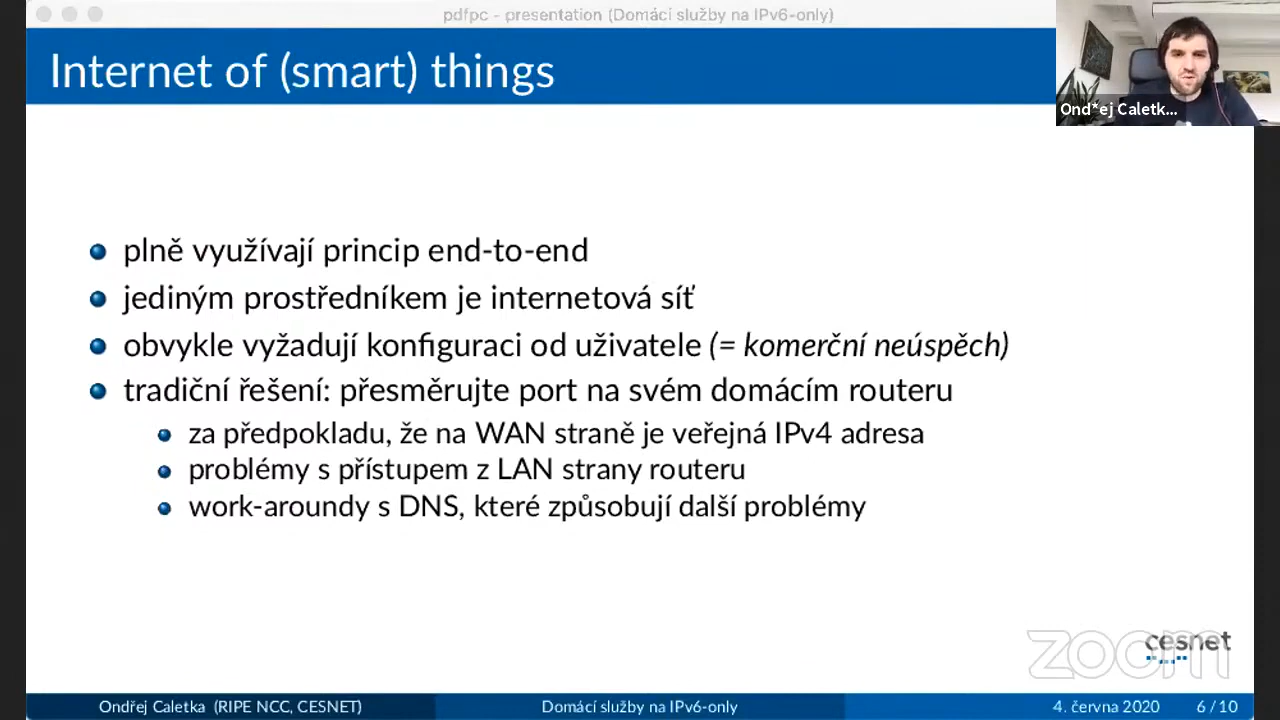 pdfpc - presentation (Domácí služby na IPv6-only)
Internet of (smart) things
Ond*ej Caletk...
plně využívají princip end-to-end
jediným prostředníkem je internetová síť
obvykle vyžadují konfiguraci od uživatele (= komerční neúspěch)
tradiční řešení: přesměrujte port na svém domácím routeru
za předpokladu, že na WAN straně je veřejná IPv4 adresa
problémy s přístupem z LAN strany routeru
work-aroundy s DNS, které způsobují další problémy
cesnet
zoom
Ondřej Caletka (RIPE NCC, CESNET) Domácí služby na IPv6-only 4. června 2020 6 / 10